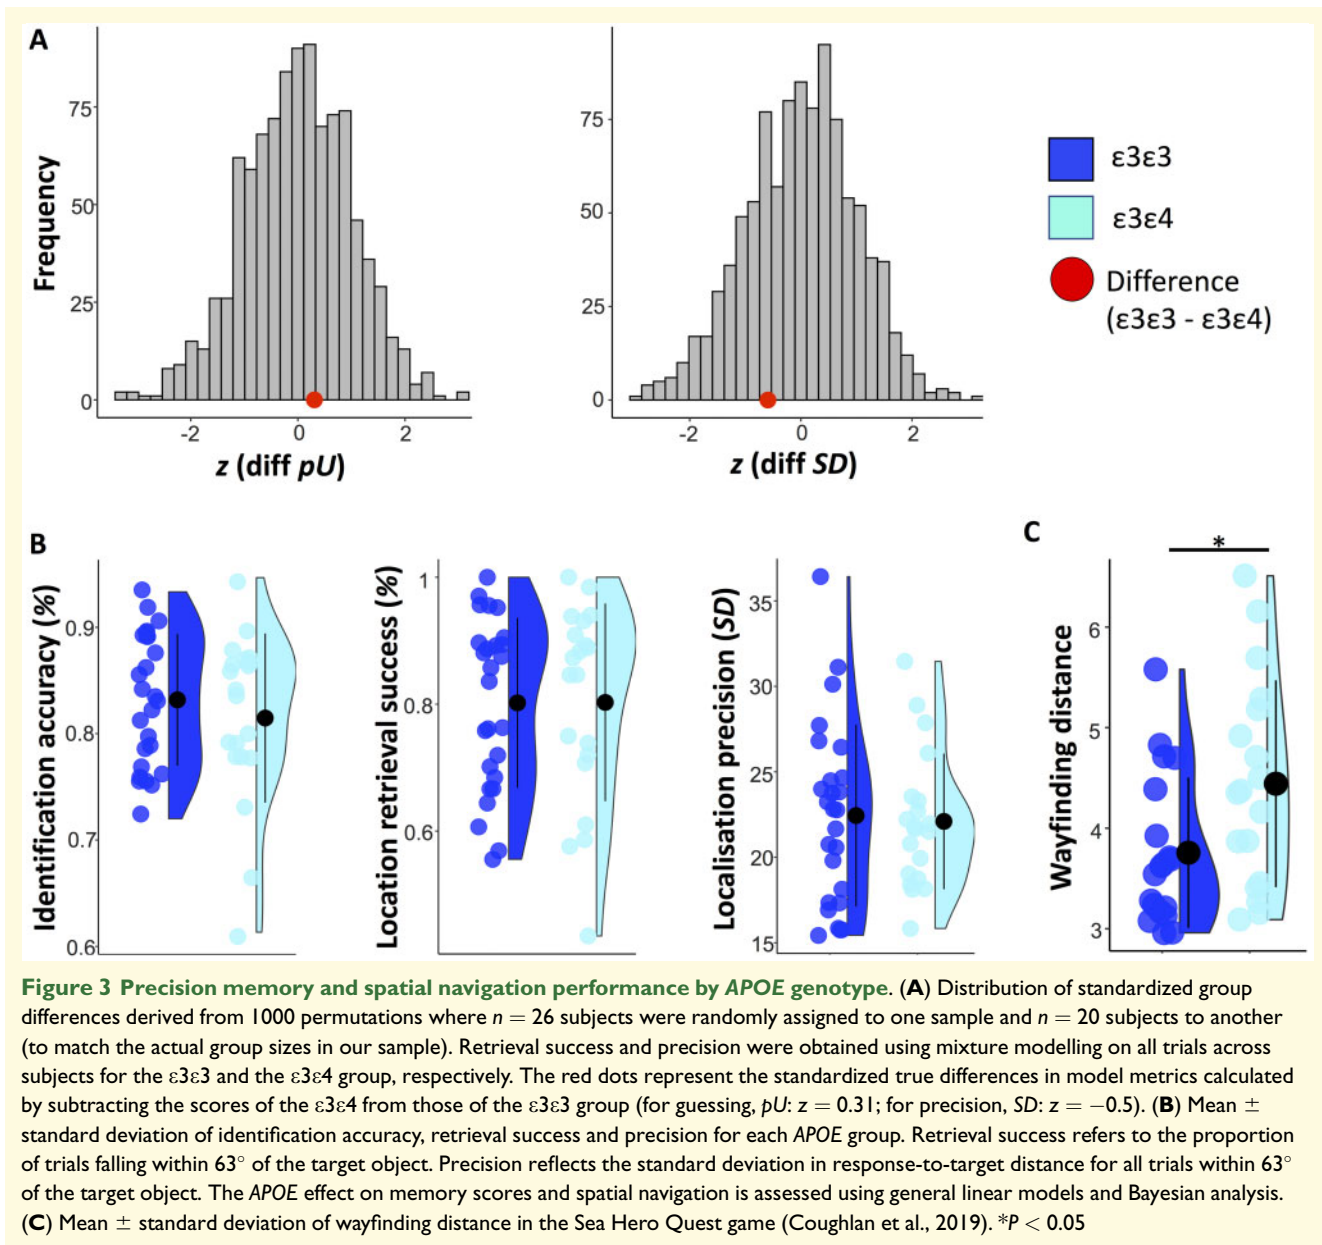 A
Frequency
75
50
25
0
-2
0
2
z (diff pU)
75
50
25
0
-2
0
2
z (diff SD)
ε3ε3
ε3ε4
Difference
(ε3ε3 - ε3ε4)
B
Identification accuracy (%)
0.9
0.8
0.7
0.6
Location retrieval success (%)
1
0.8
0.6
Localisation precision (SD)
35
30
25
20
15
C
*
Wayfinding distance
6
5
4
3
Figure 3 Precision memory and spatial navigation performance by APOE genotype. (A) Distribution of standardized group
differences derived from 1000 permutations where n = 26 subjects were randomly assigned to one sample and n = 20 subjects to another
(to match the actual group sizes in our sample). Retrieval success and precision were obtained using mixture modelling on all trials across
subjects for the ε3ε3 and the ε3ε4 group, respectively. The red dots represent the standardized true differences in model metrics calculated
by subtracting the scores of the ε3ε4 from those of the ε3ε3 group (for guessing, pU: z = 0.31; for precision, SD: z = −0.5). (B) Mean ±
standard deviation of identification accuracy, retrieval success and precision for each APOE group. Retrieval success refers to the proportion
of trials falling within 63° of the target object. Precision reflects the standard deviation in response-to-target distance for all trials within 63°
of the target object. The APOE effect on memory scores and spatial navigation is assessed using general linear models and Bayesian analysis.
(C) Mean ± standard deviation of wayfinding distance in the Sea Hero Quest game (Coughlan et al., 2019). *P < 0.05